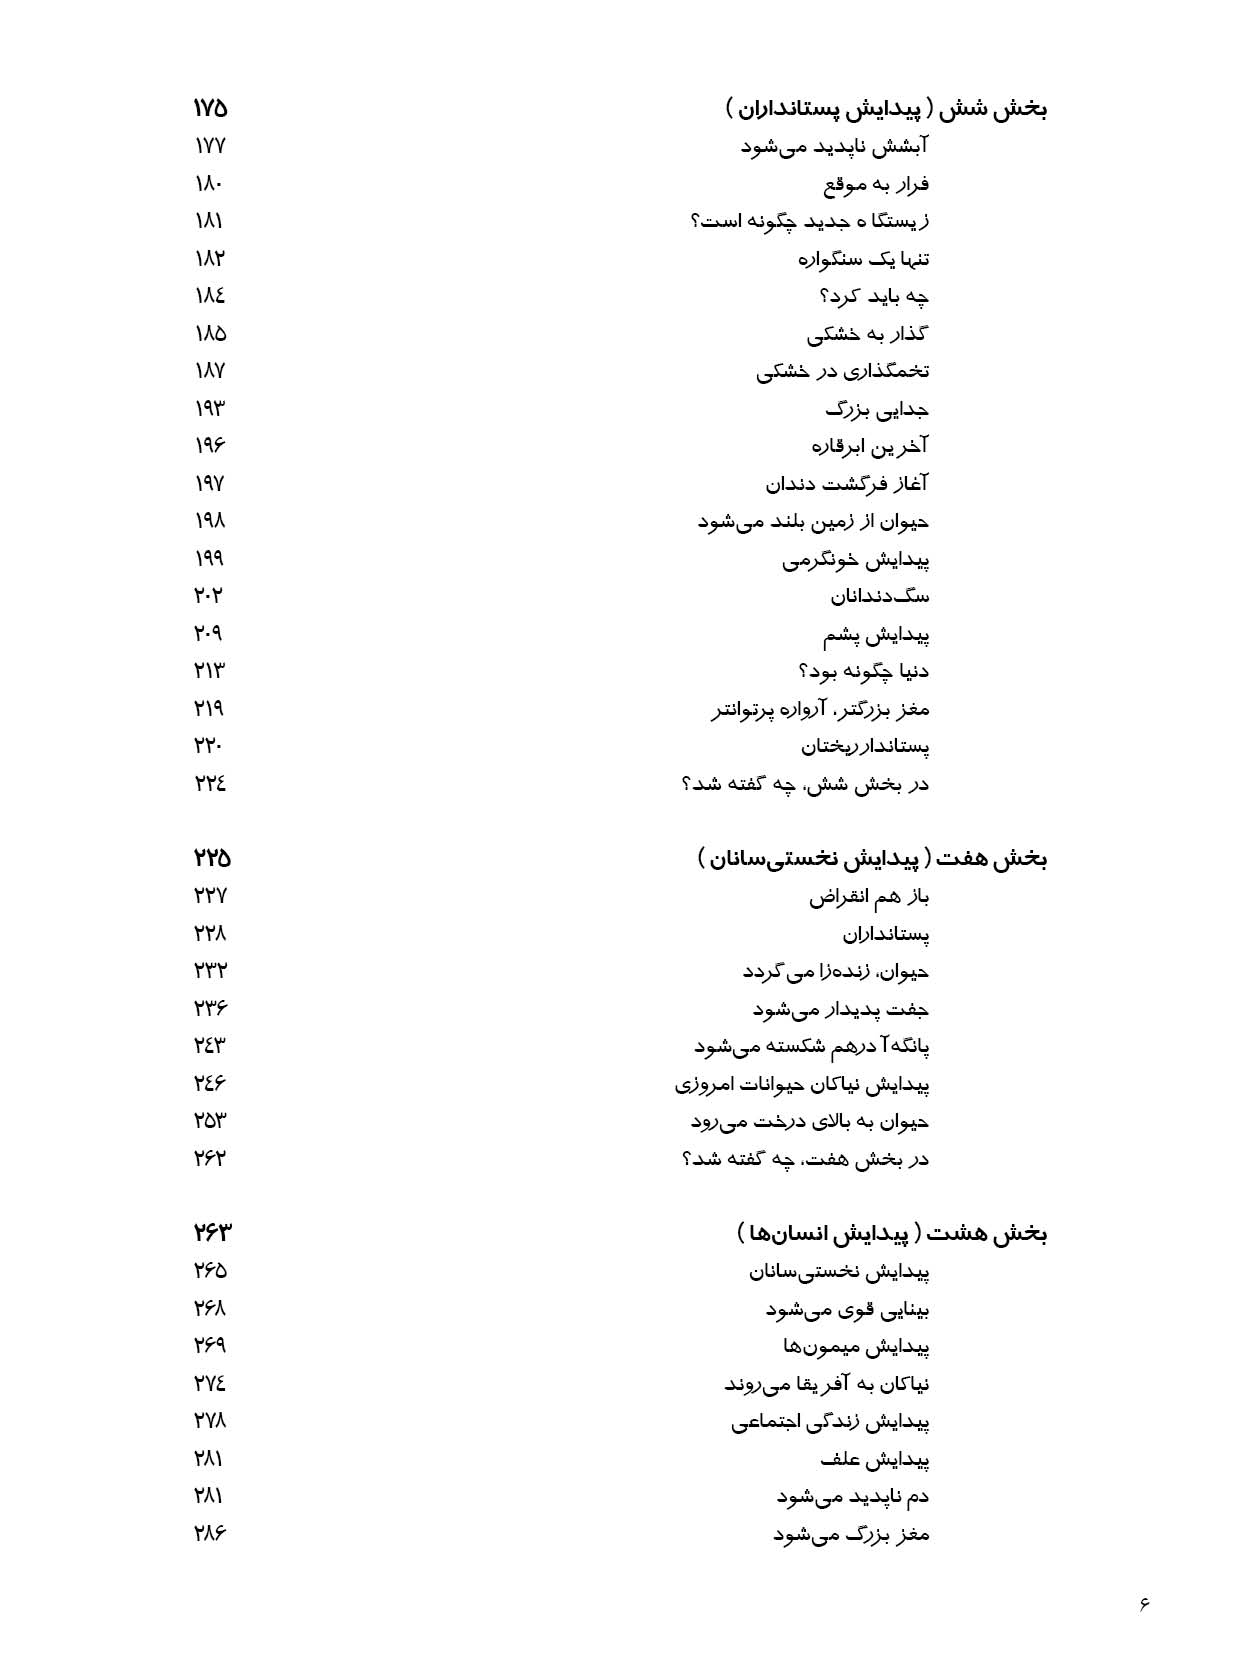 بخش شش ( پیدایش پستانداران ) ۱۷۵
آبشش ناپدید می‌شود ۱۷۷
فرار به موقع ۱۸۰
زیستگاه جدید چگونه است؟ ۱۸۱
تنها یک سنگواره ۱۸۲
چه باید کرد؟ ۱۸٤
گذار به خشکی ۱۸۵
تخمگذاری در خشکی ۱۸۷
جدایی بزرگ ۱۹۳
آخرین ابرقاره ۱۹۶
آغاز فرگشت دندان ۱۹۷
حیوان از زمین بلند می‌شود ۱۹۸
پیدایش خونگرمی ۱۹۹
سگ‌دندانان ۲۰۲
پیدایش پشم ۲۰۹
دنیا چگونه بود؟ ۲۱۳
مغز بزرگتر، آرواره پرتوانتر ۲۱۹
پستاندارریختان ۲۲۰
در بخش شش، چه گفته شد؟ ۲۲٤
بخش هفت ( پیدایش نخستی‌سانان ) ۲۲۵
باز هم انقراض ۲۲۷
پستانداران ۲۲۸
حیوان، زنده‌زا می‌گردد ۲۳۲
جفت پدیدار می‌شود ۲۳۶
پانگه‌آ درهم شکسته می‌شود ۲٤۳
پیدایش نیاکان حیوانات امروزی ۲٤۶
حیوان به بالای درخت می‌رود ۲۵۳
در بخش هفت، چه گفته شد؟ ۲۶۲
بخش هشت ( پیدایش انسان‌ها ) ۲۶۳
پیدایش نخستی‌سانان ۲۶۵
بینایی قوی می‌شود ۲۶۸
پیدایش میمون‌ها ۲۶۹
نیاکان به آفریقا می‌روند ۲۷٤
پیدایش زندگی اجتماعی ۲۷۸
پیدایش علف ۲۸۱
دم ناپدید می‌شود ۲۸۱
مغز بزرگ می‌شود ۲۸۶
۶